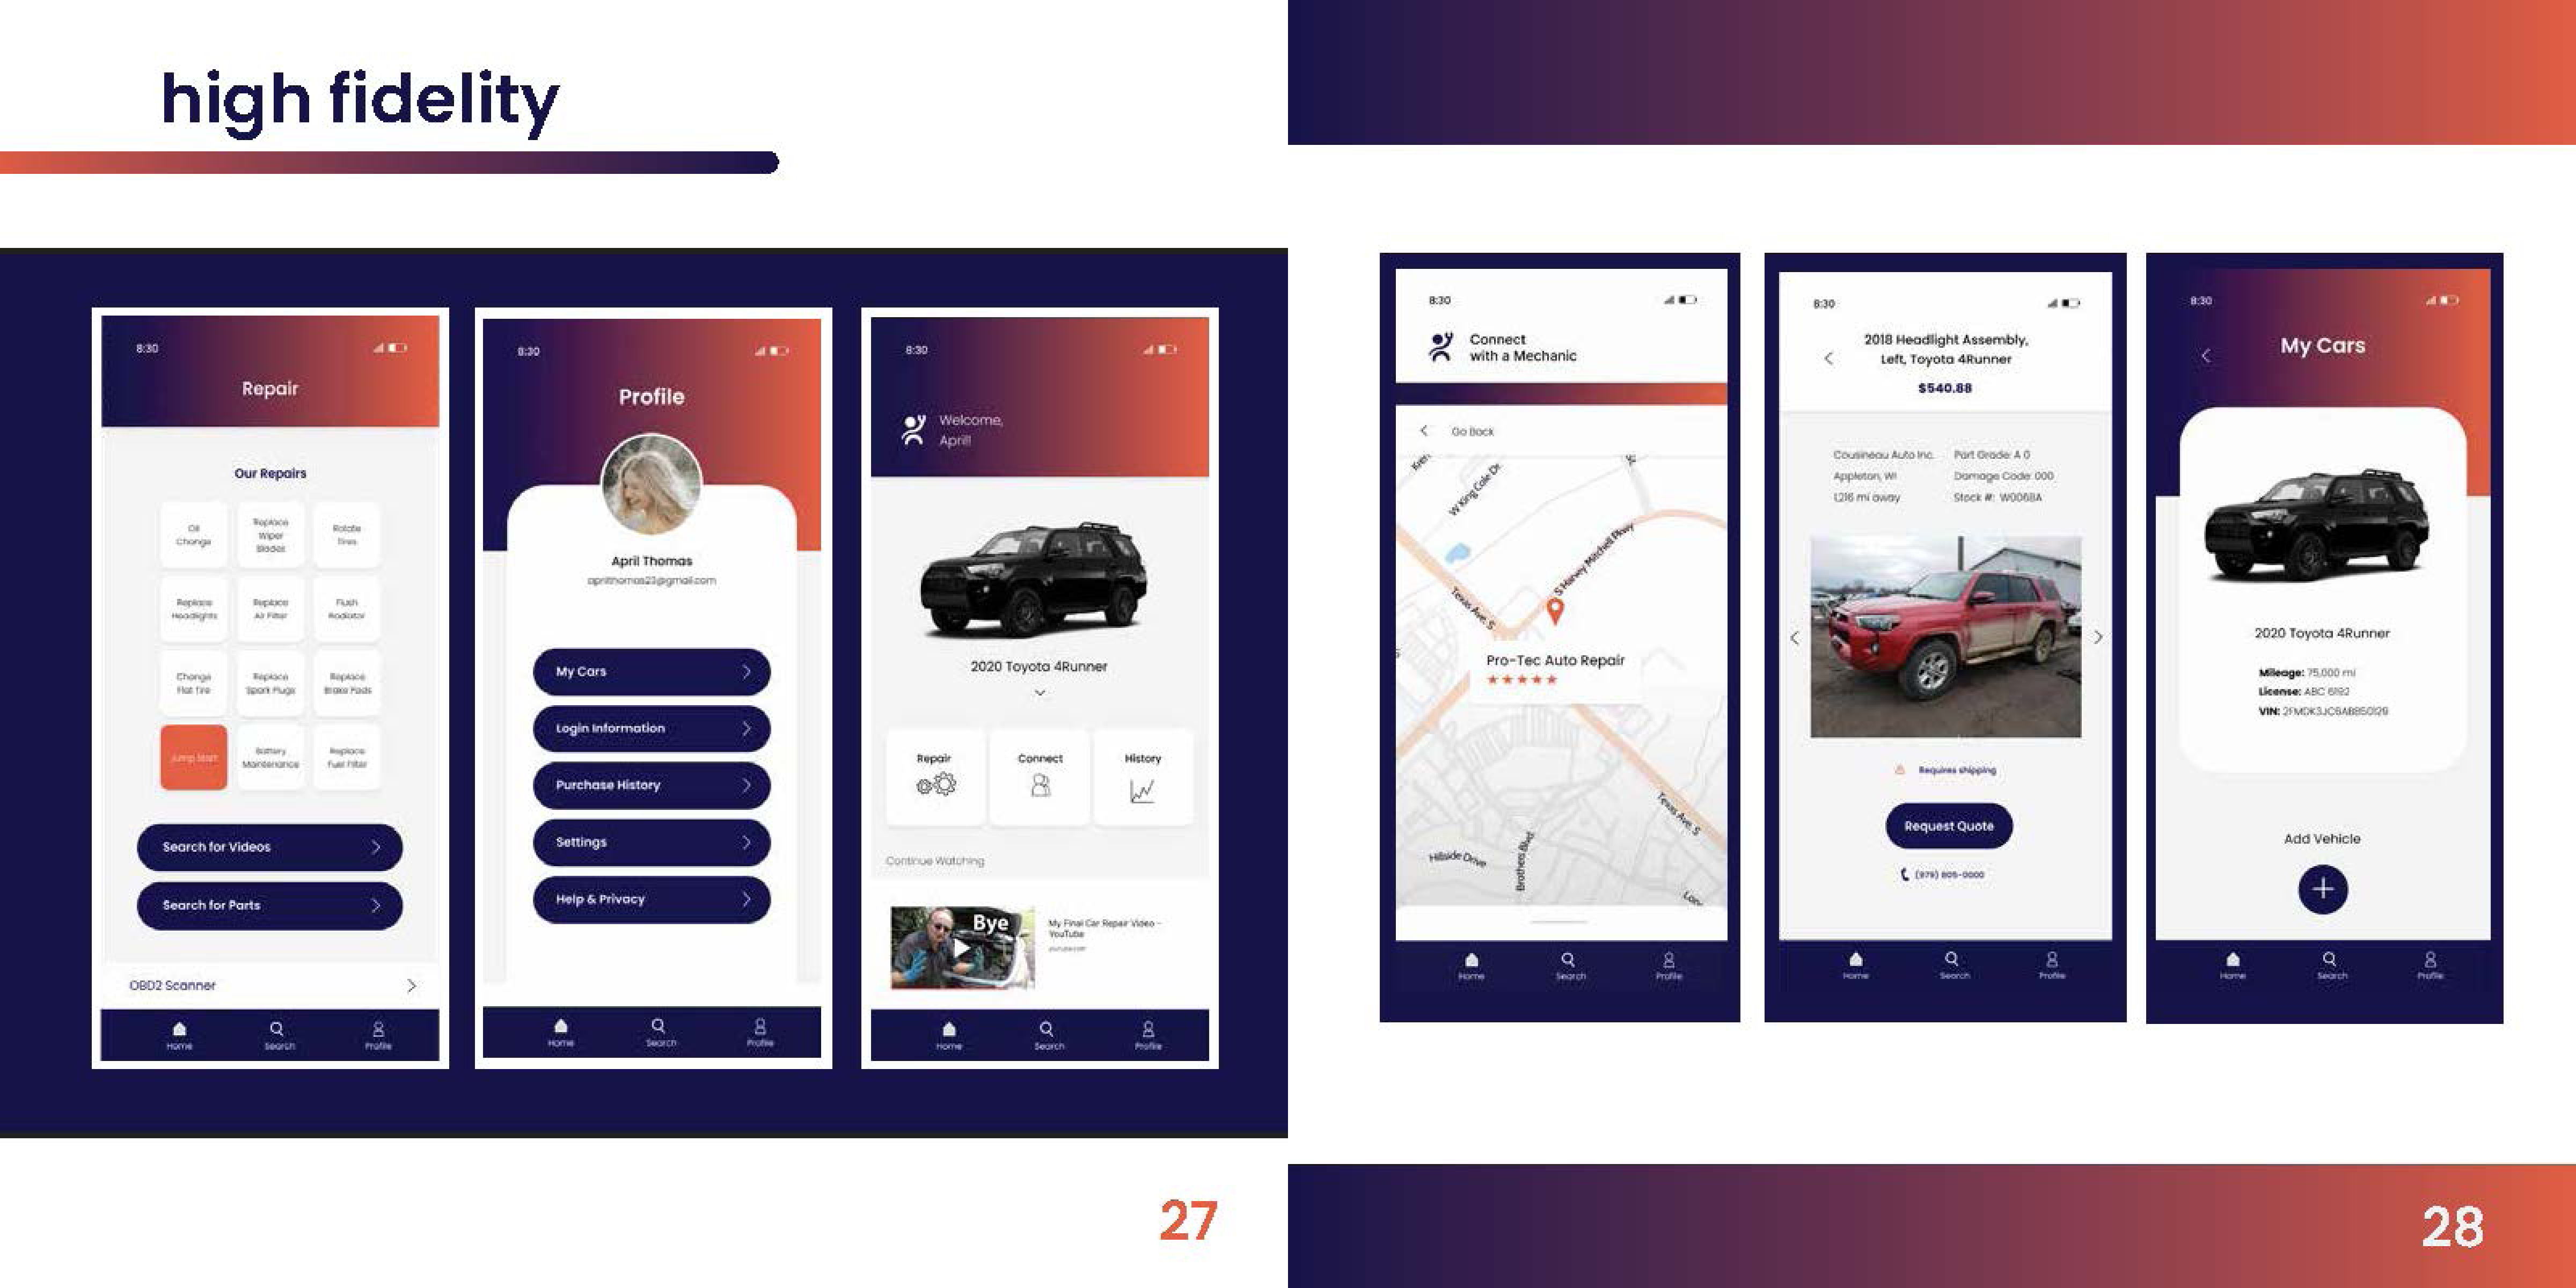 high fidelity
8:30
Repair
Our Repairs
Oil
Change
Replace
Wiper
Blades
Rotate
Tires
Replace
Headlights
Replace
Air Filter
Flush
Radiator
Change
Flat Tire
Replace
Spark Plugs
Replace
Brake Pads
Jump Start
Battery
Maintenance
Replace
Fuel Filter
Search for Videos
Search for Parts
OBD2 Scanner
Home
Search
Profile
8:30
Profile
April Thomas
aprilthomas23@gmail.com
My Cars
Login Information
Purchase History
Settings
Help & Privacy
Home
Search
Profile
8:30
Welcome,
April!
2020 Toyota 4Runner
Repair
Connect
History
Continue Watching
Bye
My Final Car Repair Video -
YouTube
youtube.com
Home
Search
Profile
27
8:30
Connect
with a Mechanic
Go Back
W King Cole Dr
S Harvey Mitchell Pkwy
Texas Ave S
Pro-Tec Auto Repair
Texas Ave S
Hillside Drive
Brothers Blvd
Home
Search
Profile
8:30
2018 Headlight Assembly,
Left, Toyota 4Runner
$540.88
Cousineau Auto Inc.
Appleton, WI
1,216 mi away
Part Grade: A 0
Damage Code: 000
Stock #: W006BA
Requires shipping
Request Quote
(979) 805-0000
Home
Search
Profile
8:30
My Cars
2020 Toyota 4Runner
Mileage: 75,000 mi
License: ABC 6192
VIN:
Add Vehicle
Home
Search
Profile
28